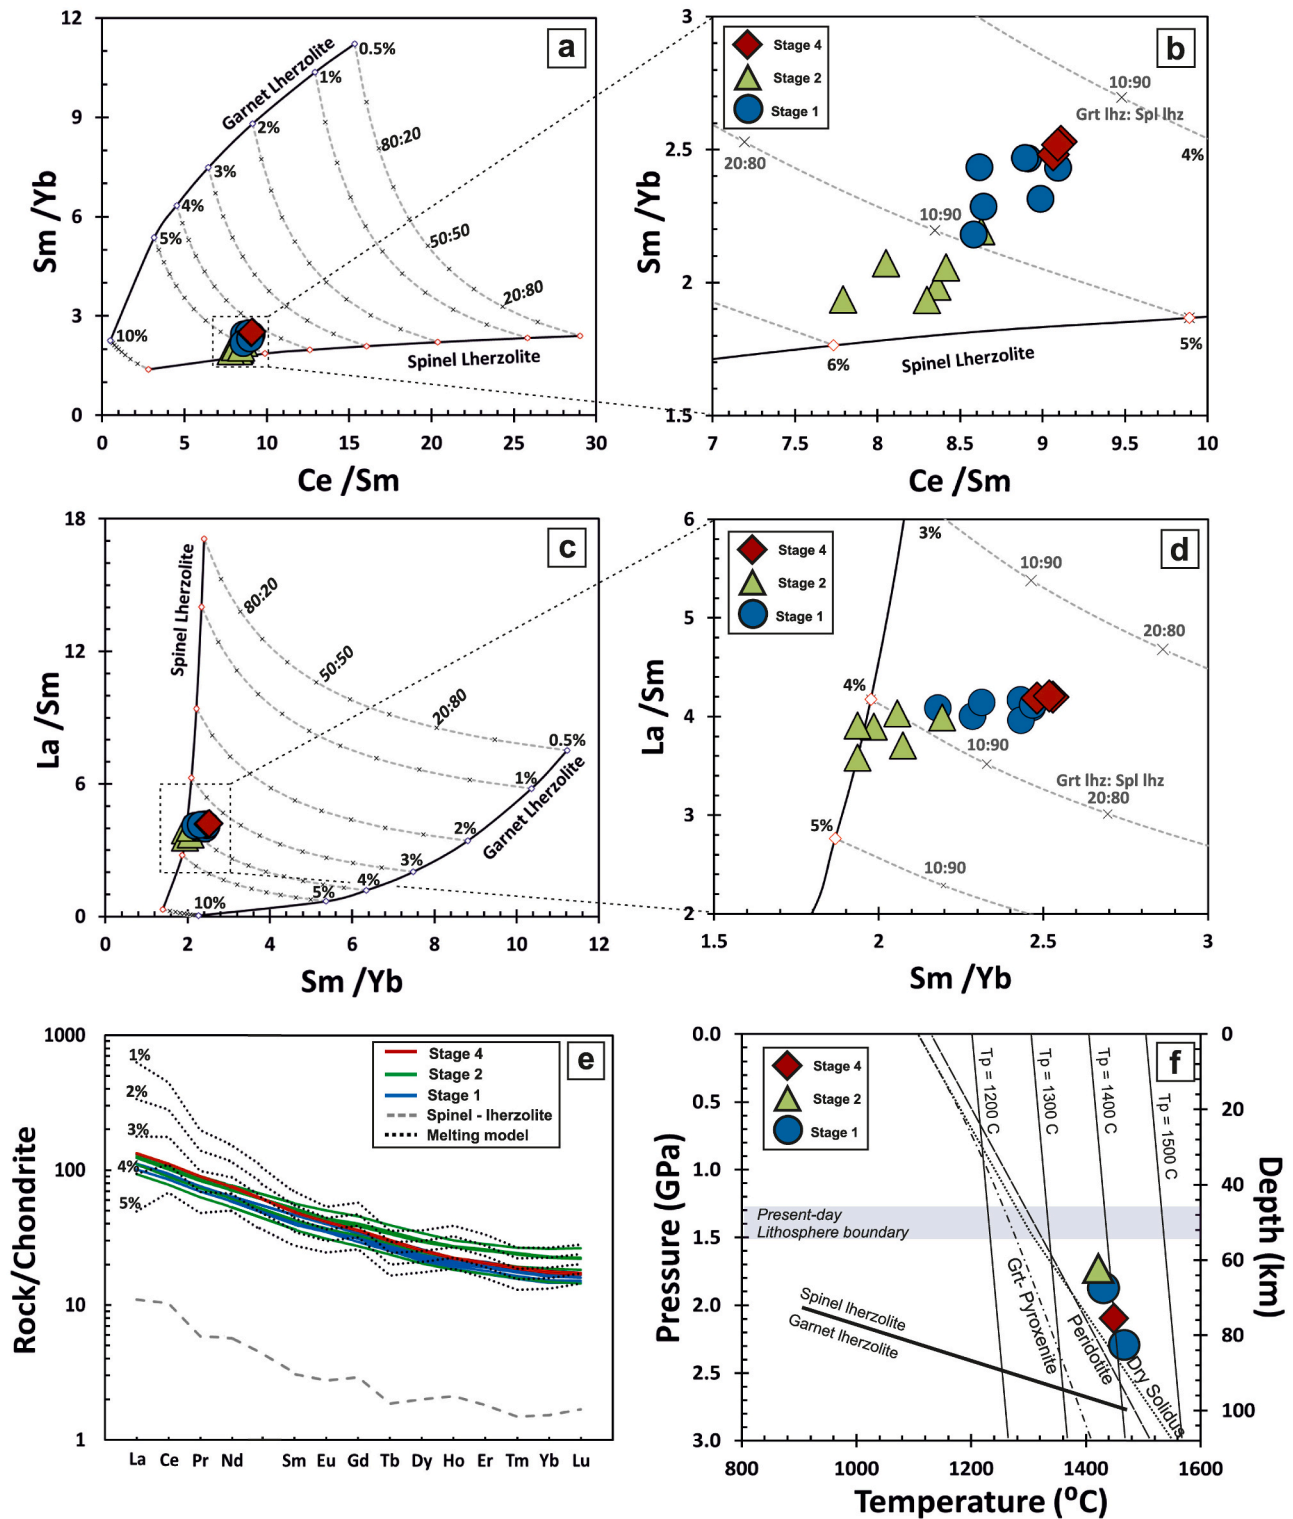 a
12
9
6
3
0
0
5
10
15
20
25
30
Sm /Yb
Ce /Sm
Garnet Lherzolite
0.5%
1%
2%
3%
4%
5%
10%
80:20
50:50
20:80
Spinel Lherzolite
b
3
2.5
2
1.5
7
7.5
8
8.5
9
9.5
10
Sm /Yb
Ce /Sm
Stage 4
Stage 2
Stage 1
10:90
Grt lhz: Spl lhz
20:80
4%
10:90
5%
6%
Spinel Lherzolite
c
18
12
6
0
0
2
4
6
8
10
12
La /Sm
Sm /Yb
Spinel Lherzolite
80:20
50:50
20:80
0.5%
1%
2%
3%
4%
5%
10%
Garnet Lherzolite
d
6
5
4
3
2
1.5
2
2.5
3
La /Sm
Sm /Yb
Stage 4
Stage 2
Stage 1
3%
10:90
20:80
4%
10:90
Grt lhz: Spl lhz
20:80
5%
10:90
e
1000
100
10
1
Rock/Chondrite
1%
2%
3%
4%
5%
Stage 4
Stage 2
Stage 1
Spinel - lherzolite
Melting model
La Ce Pr Nd Sm Eu Gd Tb Dy Ho Er Tm Yb Lu
f
0.0
0.5
1.0
1.5
2.0
2.5
3.0
Pressure (GPa)
0
20
40
60
80
100
Depth (km)
800
1000
1200
1400
1600
Temperature (⁰C)
Stage 4
Stage 2
Stage 1
Tp = 1200 C
Tp = 1300 C
Tp = 1400 C
Tp = 1500 C
Present-day
Lithosphere boundary
Spinel lherzolite
Garnet lherzolite
Grt- Pyroxenite
Peridotite
Dry Solidus